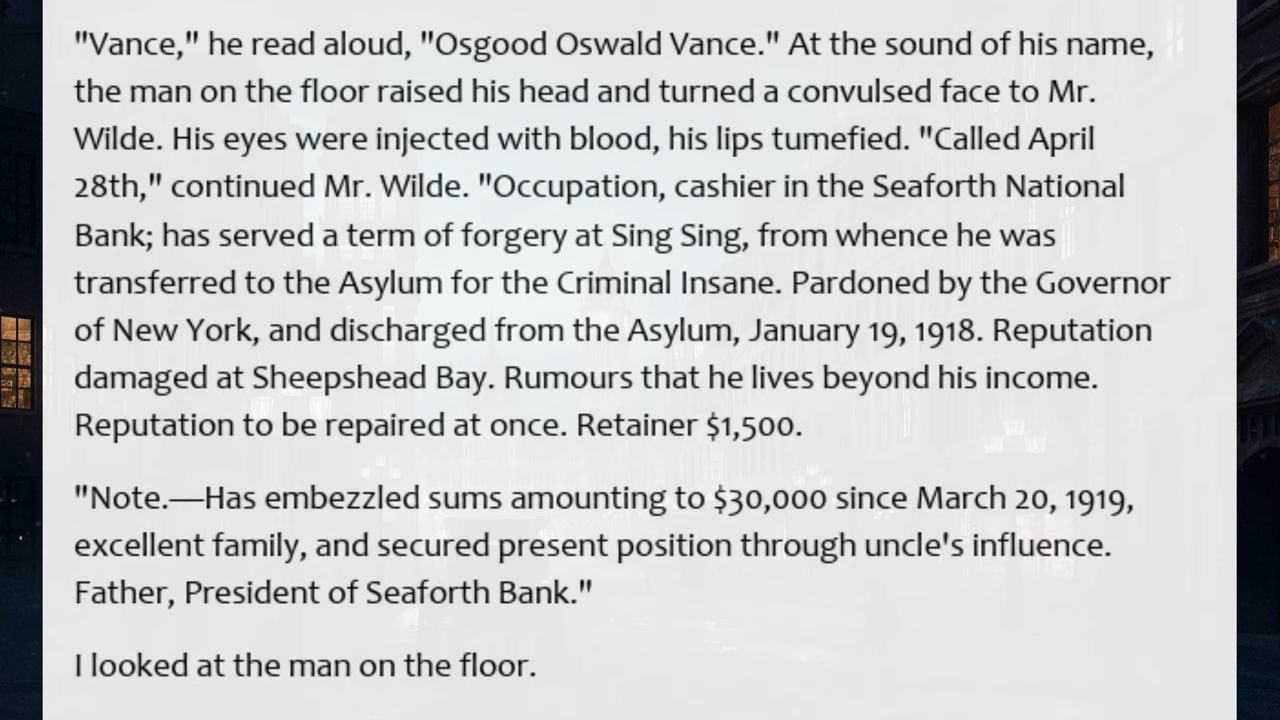 "Vance," he read aloud, "Osgood Oswald Vance." At the sound of his name,
the man on the floor raised his head and turned a convulsed face to Mr.
Wilde. His eyes were injected with blood, his lips tumefied. "Called April
28th," continued Mr. Wilde. "Occupation, cashier in the Seaforth National
Bank; has served a term of forgery at Sing Sing, from whence he was
transferred to the Asylum for the Criminal Insane. Pardoned by the Governor
of New York, and discharged from the Asylum, January 19, 1918. Reputation
damaged at Sheepshead Bay. Rumours that he lives beyond his income.
Reputation to be repaired at once. Retainer $1,500.
"Note.—Has embezzled sums amounting to $30,000 since March 20, 1919,
excellent family, and secured present position through uncle's influence.
Father, President of Seaforth Bank."
I looked at the man on the floor.